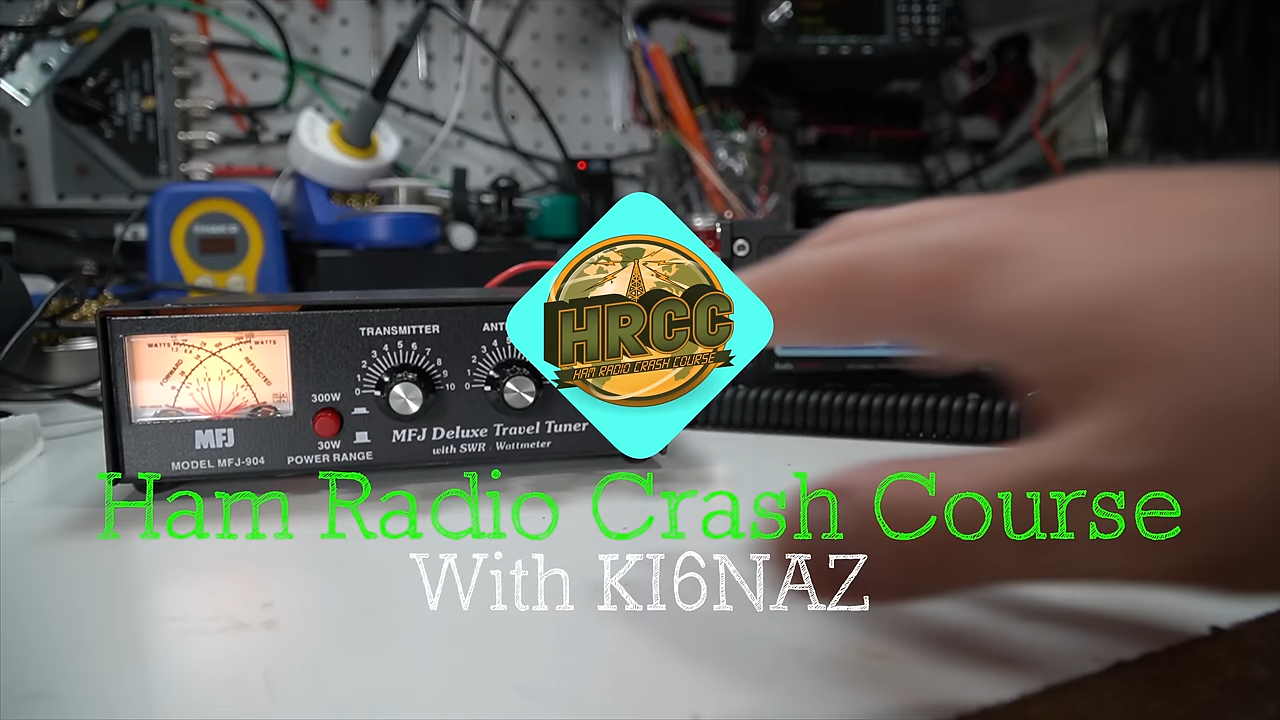 TRANSMITTER
ANT
WATTS
WATTS
FORWARD
REFLECTED
300W
30W
POWER RANGE
MFJ
MODEL MFJ-904
MFJ Deluxe Travel Tuner
with SWR / Wattmeter
HRCC
HAM RADIO CRASH COURSE
Ham Radio Crash Course
With KI6NAZ